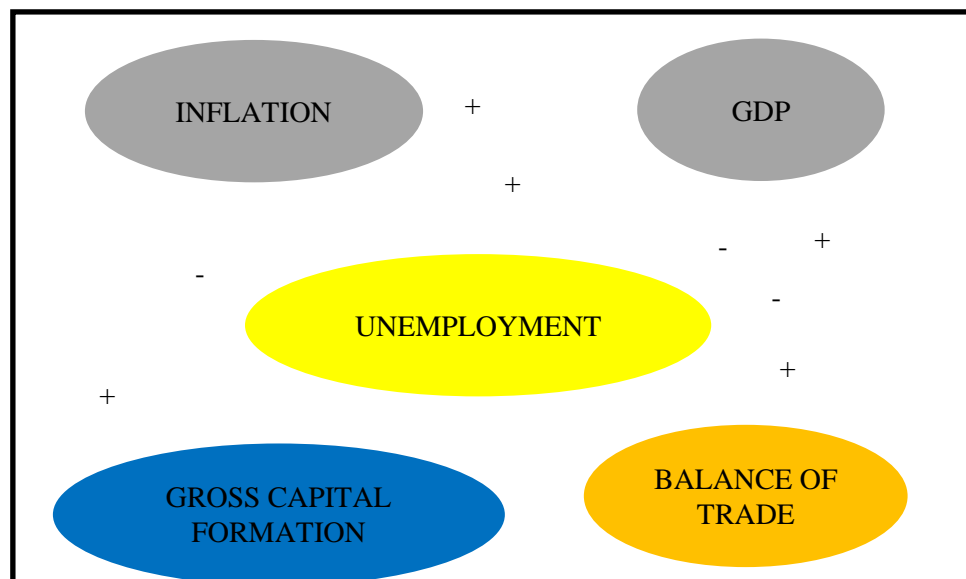 INFLATION
+
GDP
+
-
+
-
-
UNEMPLOYMENT
+
+
GROSS CAPITAL
FORMATION
BALANCE OF
TRADE